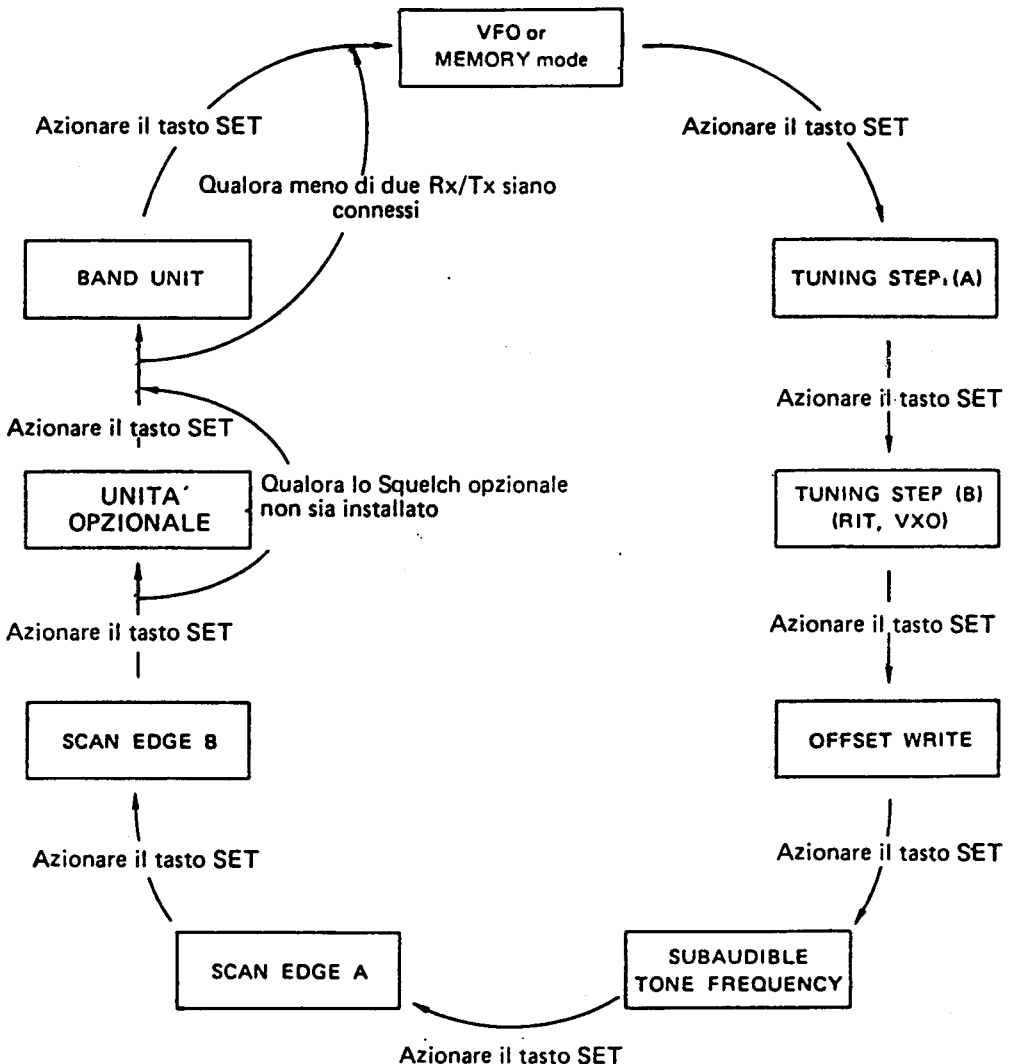 VFO or
MEMORY mode
Azionare il tasto SET
Azionare il tasto SET
Qualora meno di due Rx/Tx siano
connessi
BAND UNIT
TUNING STEP. (A)
Azionare il tasto SET
Azionare il tasto SET
UNITA´
OPZIONALE
Qualora lo Squelch opzionale
non sia installato
TUNING STEP (B)
(RIT, VXO)
Azionare il tasto SET
Azionare il tasto SET
SCAN EDGE B
OFFSET WRITE
Azionare il tasto SET
Azionare il tasto SET
SCAN EDGE A
SUBAUDIBLE
TONE FREQUENCY
Azionare il tasto SET